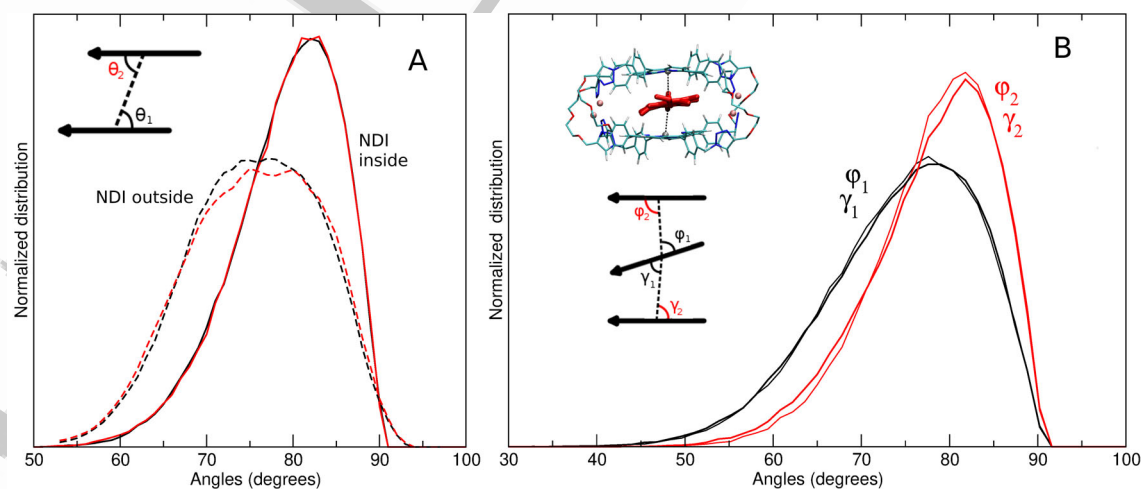 A
θ2
θ1
NDI
inside
NDI outside
Normalized distribution
50 60 70 80 90 100
Angles (degrees)
B
φ2
γ2
φ1
γ1
φ2
φ1
γ1
γ2
Normalized distribution
30 40 50 60 70 80 90 100
Angles (degrees)